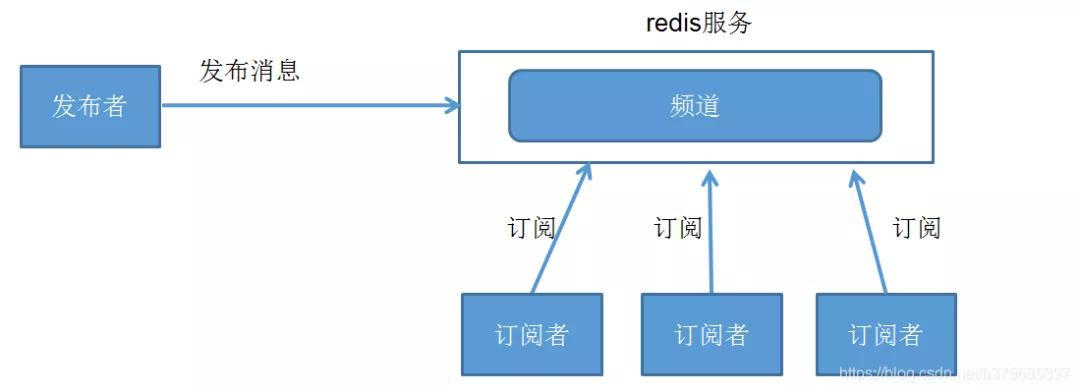 redis服务
发布消息
发布者
频道
订阅
订阅
订阅
订阅者
订阅者
订阅者
https://blog.csdn.net/b379685397